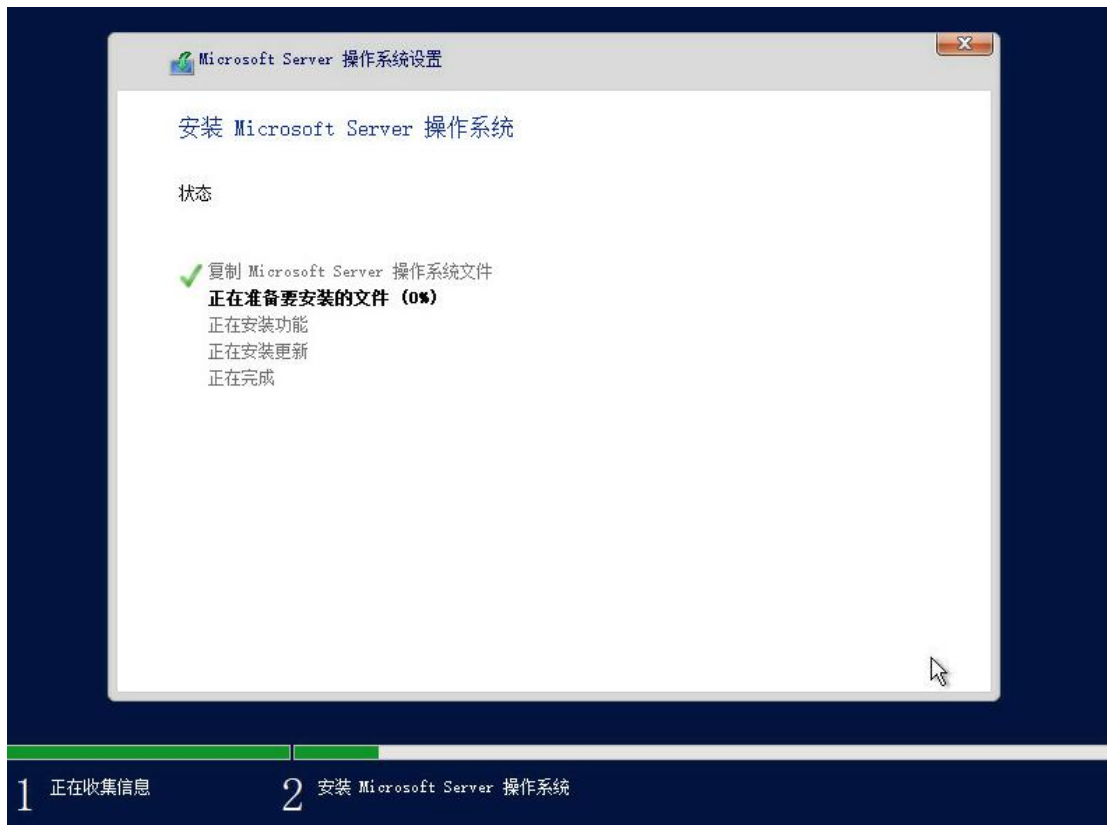 Microsoft Server 操作系统设置
安装 Microsoft Server 操作系统
状态
复制 Microsoft Server 操作系统文件
正在准备要安装的文件 (0%)
正在安装功能
正在安装更新
正在完成
1 正在收集信息
2 安装 Microsoft Server 操作系统